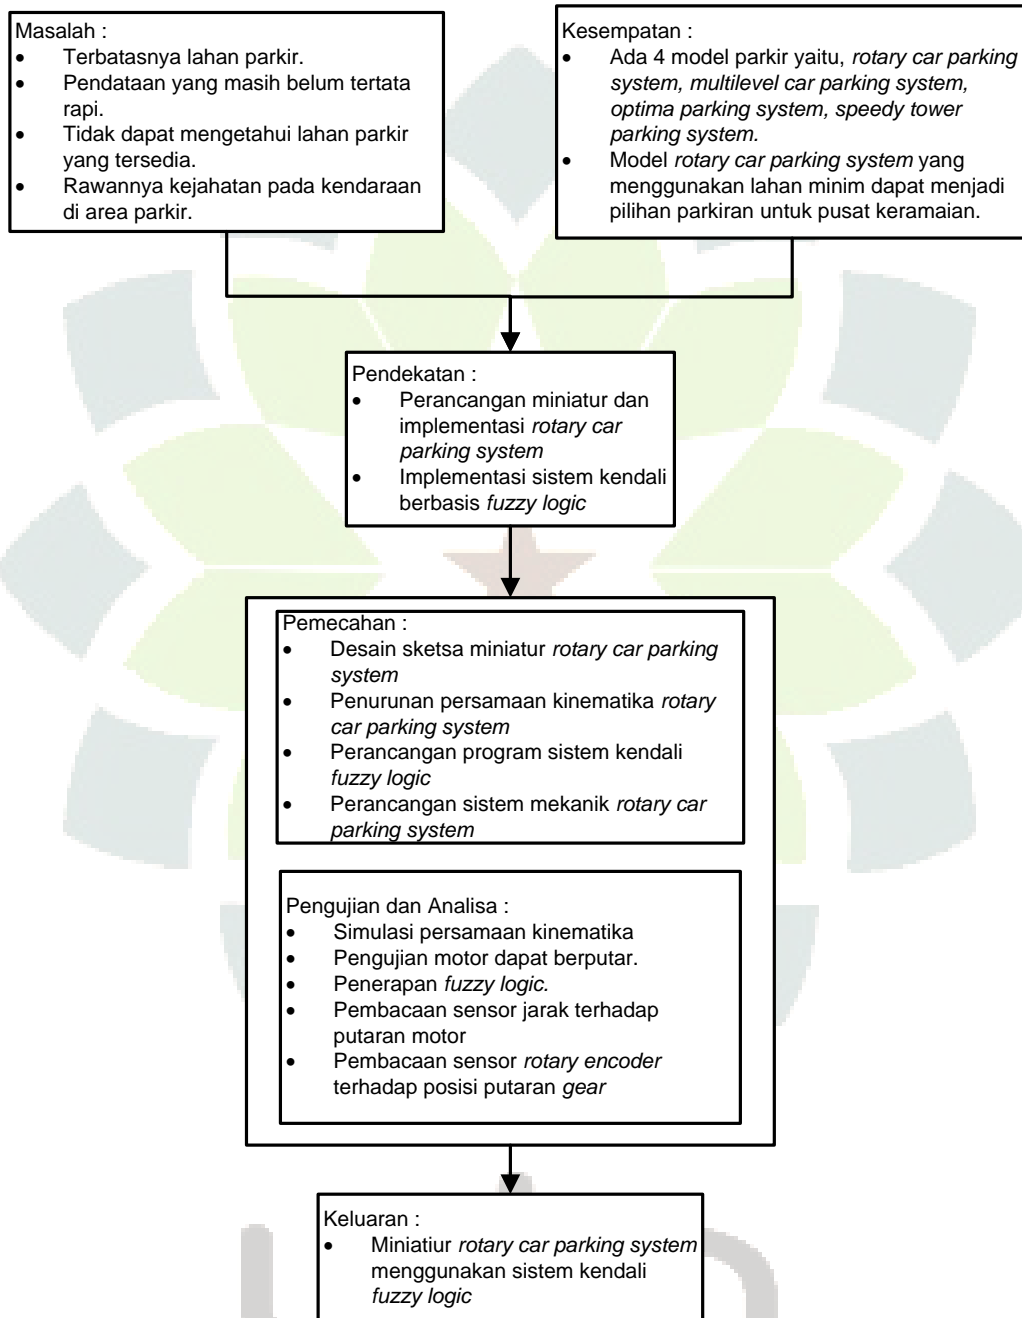 Masalah :
• Terbatasnya lahan parkir.
• Pendataan yang masih belum tertata
rapi.
• Tidak dapat mengetahui lahan parkir
yang tersedia.
• Rawannya kejahatan pada kendaraan
di area parkir.
Kesempatan :
• Ada 4 model parkir yaitu, rotary car parking
system, multilevel car parking system,
optima parking system, speedy tower
parking system.
• Model rotary car parking system yang
menggunakan lahan minim dapat menjadi
pilihan parkiran untuk pusat keramaian.
Pendekatan :
• Perancangan miniatur dan
implementasi rotary car
parking system
• Implementasi sistem kendali
berbasis fuzzy logic
Pemecahan :
• Desain sketsa miniatur rotary car parking
system
• Penurunan persamaan kinematika rotary
car parking system
• Perancangan program sistem kendali
fuzzy logic
• Perancangan sistem mekanik rotary car
parking system
Pengujian dan Analisa :
• Simulasi persamaan kinematika
• Pengujian motor dapat berputar.
• Penerapan fuzzy logic.
• Pembacaan sensor jarak terhadap
putaran motor
• Pembacaan sensor rotary encoder
terhadap posisi putaran gear
Keluaran :
• Miniatiur rotary car parking system
menggunakan sistem kendali
fuzzy logic